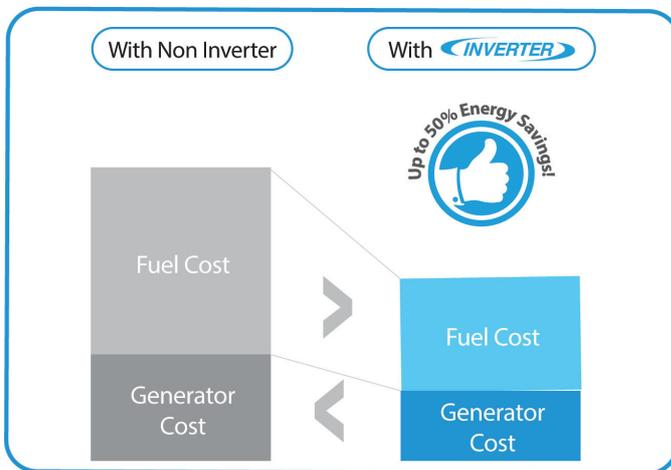 With Non Inverter
With INVERTER
Up to 50% Energy Savings!
Fuel Cost
Fuel Cost
Generator
Cost
Generator
Cost